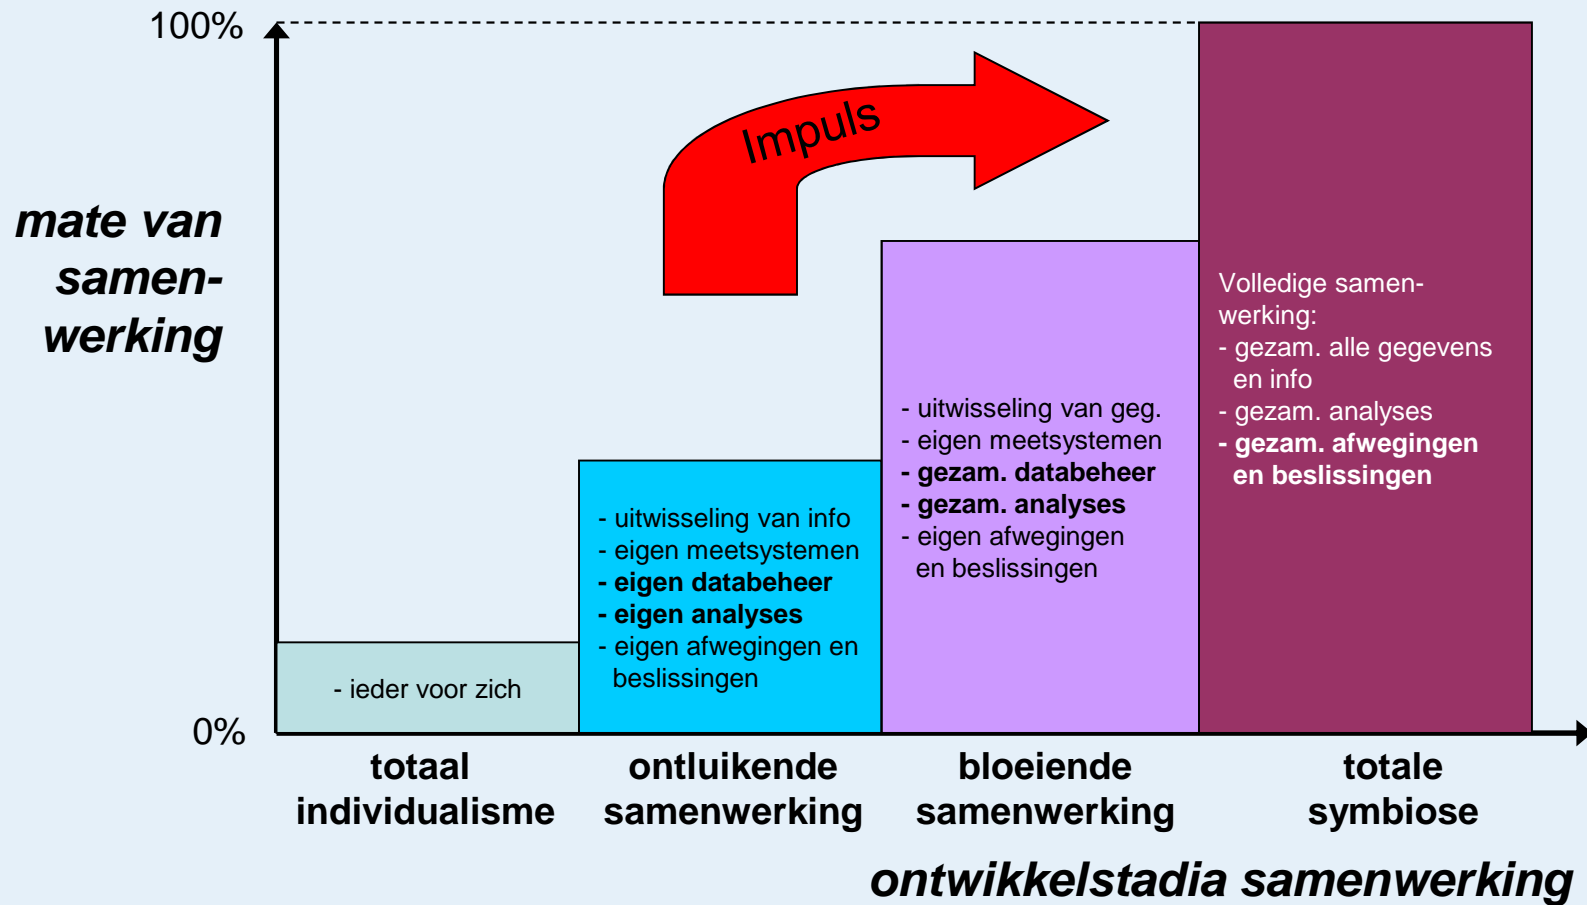 100%
Impuls
mate van
samen-
werking
Volledige samen-
werking:
- gezam. alle gegevens
en info
- gezam. analyses
- gezam. afwegingen
en beslissingen
- uitwisseling van geg.
- eigen meetsystemen
- gezam. databeheer
- gezam. analyses
- eigen afwegingen
en beslissingen
- uitwisseling van info
- eigen meetsystemen
- eigen databeheer
- eigen analyses
- eigen afwegingen en
beslissingen
- ieder voor zich
0%
totaal
individualisme
ontluikende
samenwerking
bloeiende
samenwerking
totale
symbiose
ontwikkelstadia samenwerking